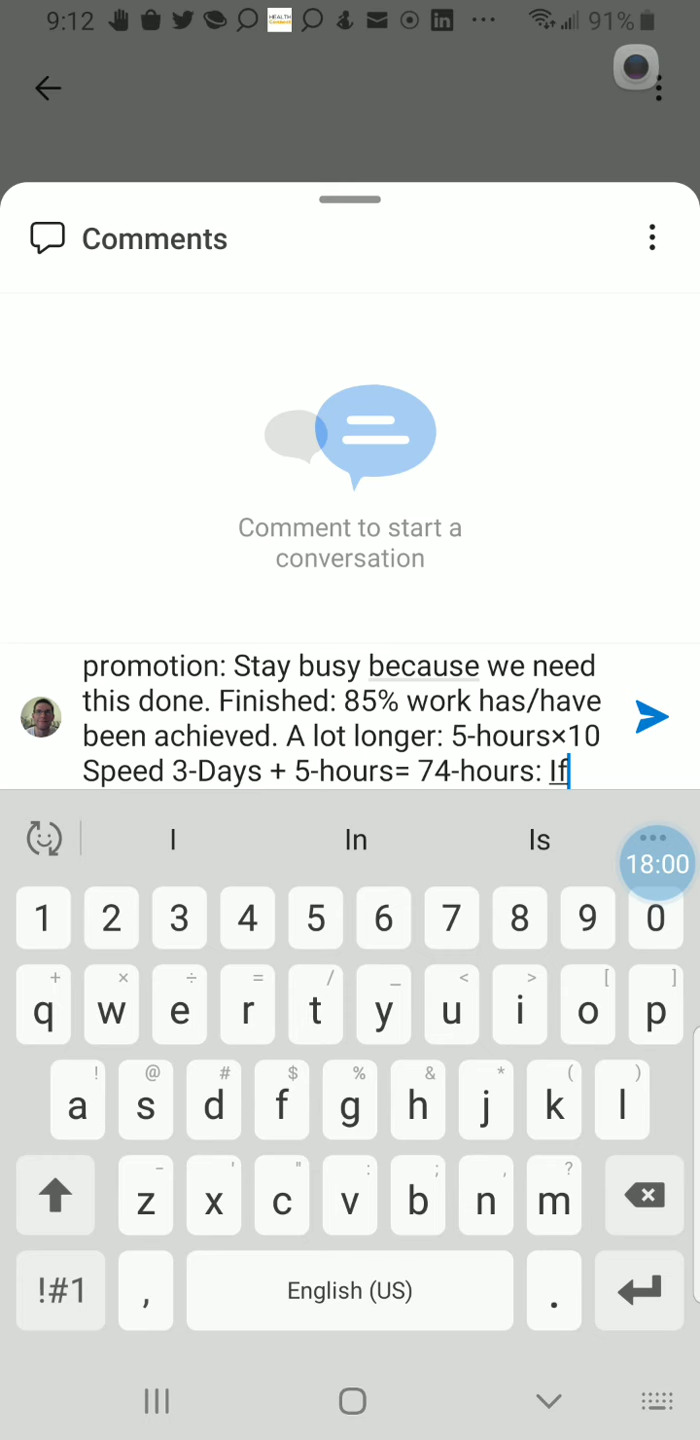 9:12 HEALTH 91%
Comments
Comment to start a
conversation
promotion: Stay busy because we need
this done. Finished: 85% work has/have
been achieved. A lot longer: 5-hours×10
Speed 3-Days + 5-hours= 74-hours: If
I In Is
18:00
1 2 3 4 5 6 7 8 9 0
+ × ÷ = / _ < > [ ]
q w e r t y u i o p
! @ # $ % & * ( )
a s d f g h j k l
- ' " : ; , ?
z x c v b n m
!#1 , English (US) .